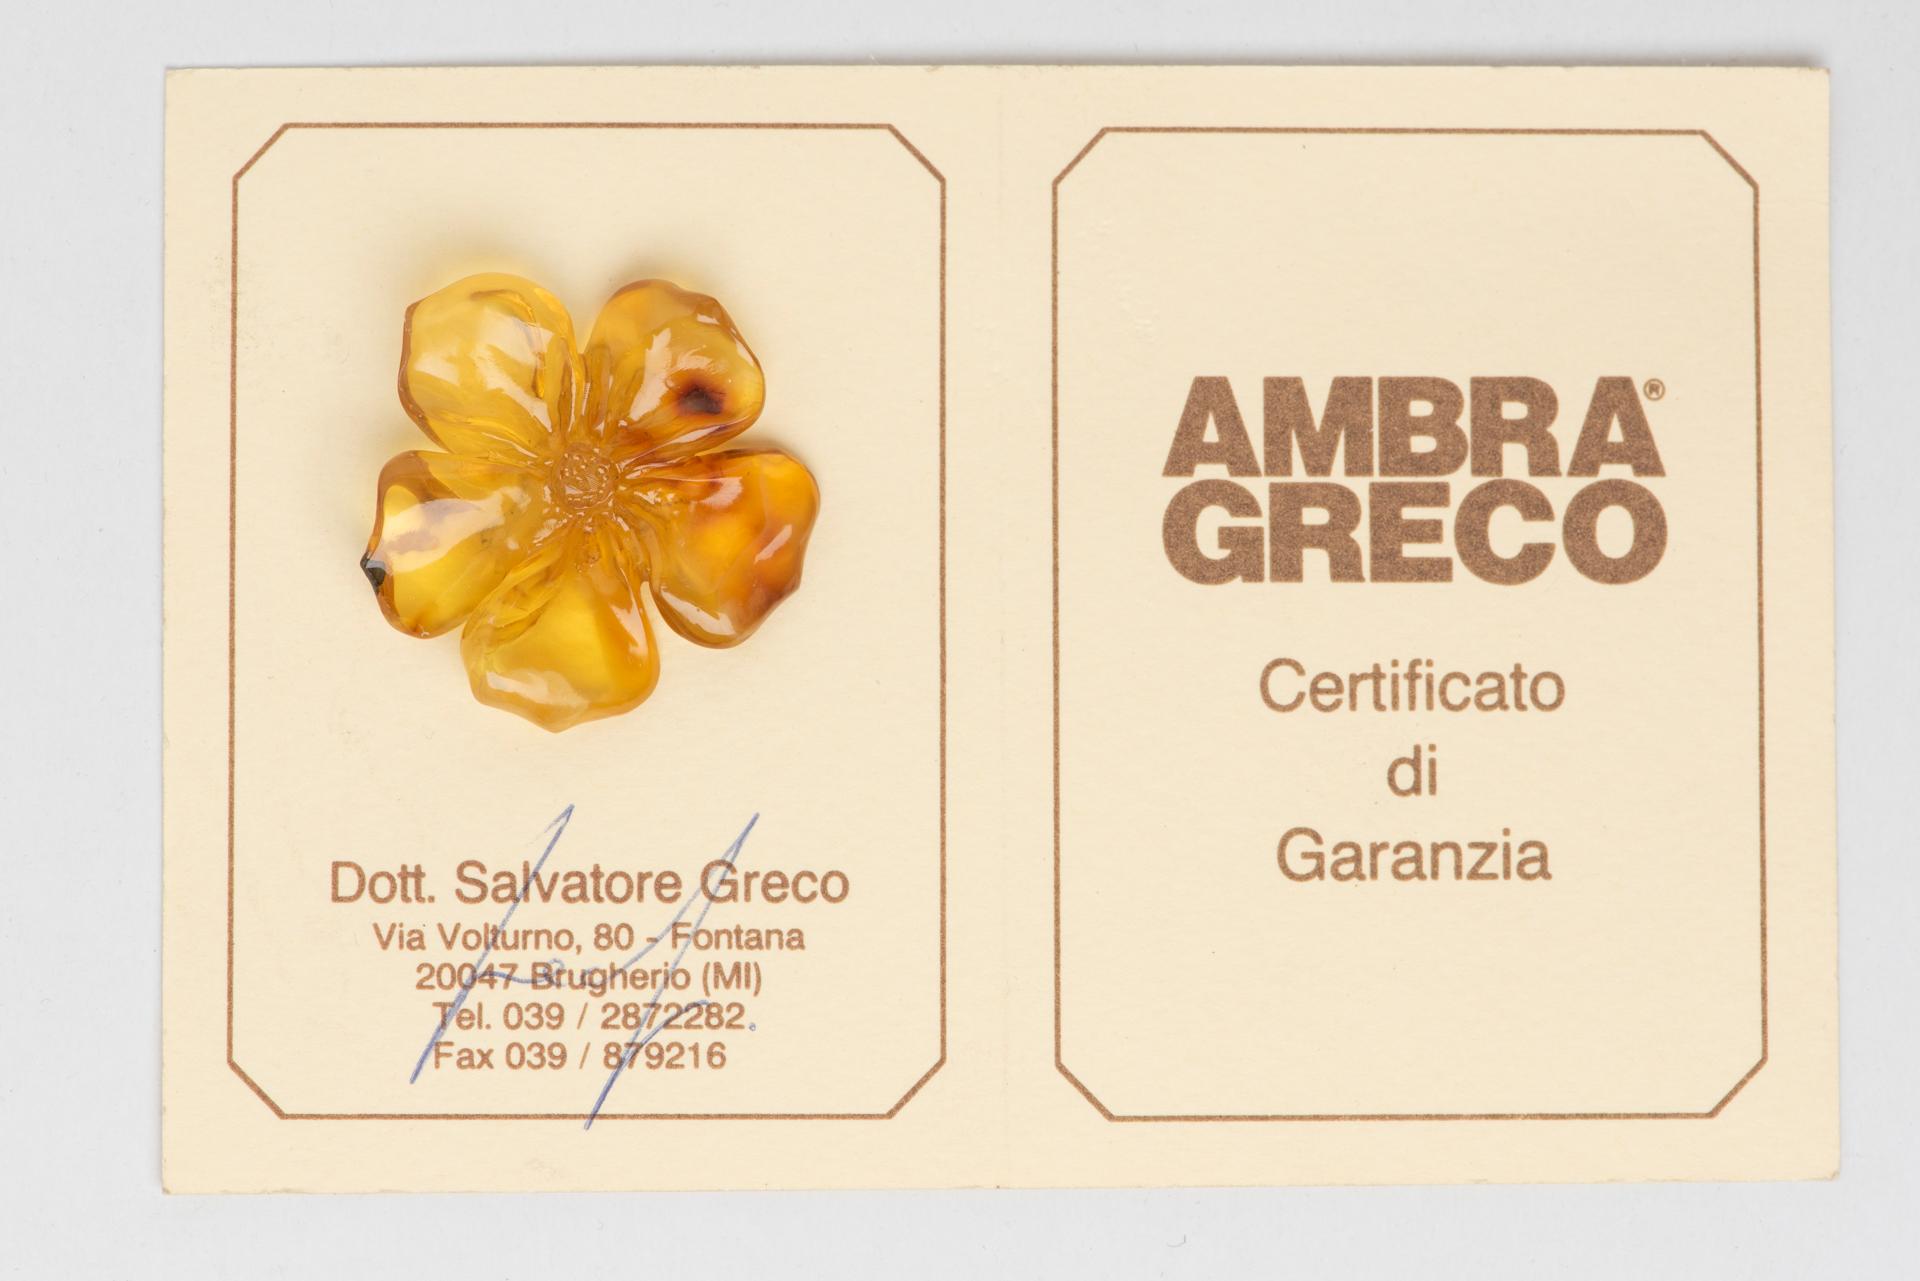 Dott. Salvatore Greco
Via Volturno, 80 - Fontana
20047 Brugherio (MI)
Tel. 039 / 2872282
Fax 039 / 879216
AMBRA®
GRECO
Certificato
di
Garanzia